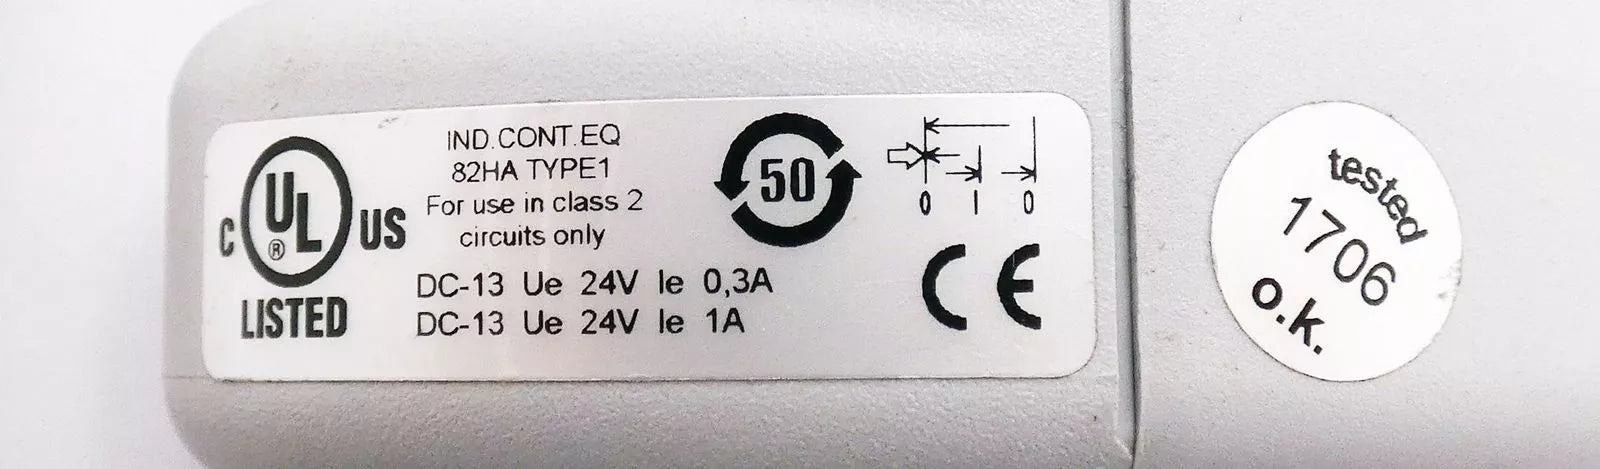 C UL ® US
LISTED
IND.CONT.EQ
82HA TYPE1
For use in class 2
circuits only
DC-13 Ue 24V Ie 0,3A
DC-13 Ue 24V Ie 1A
50
0 I 0
CE
tested
1706
o.k.